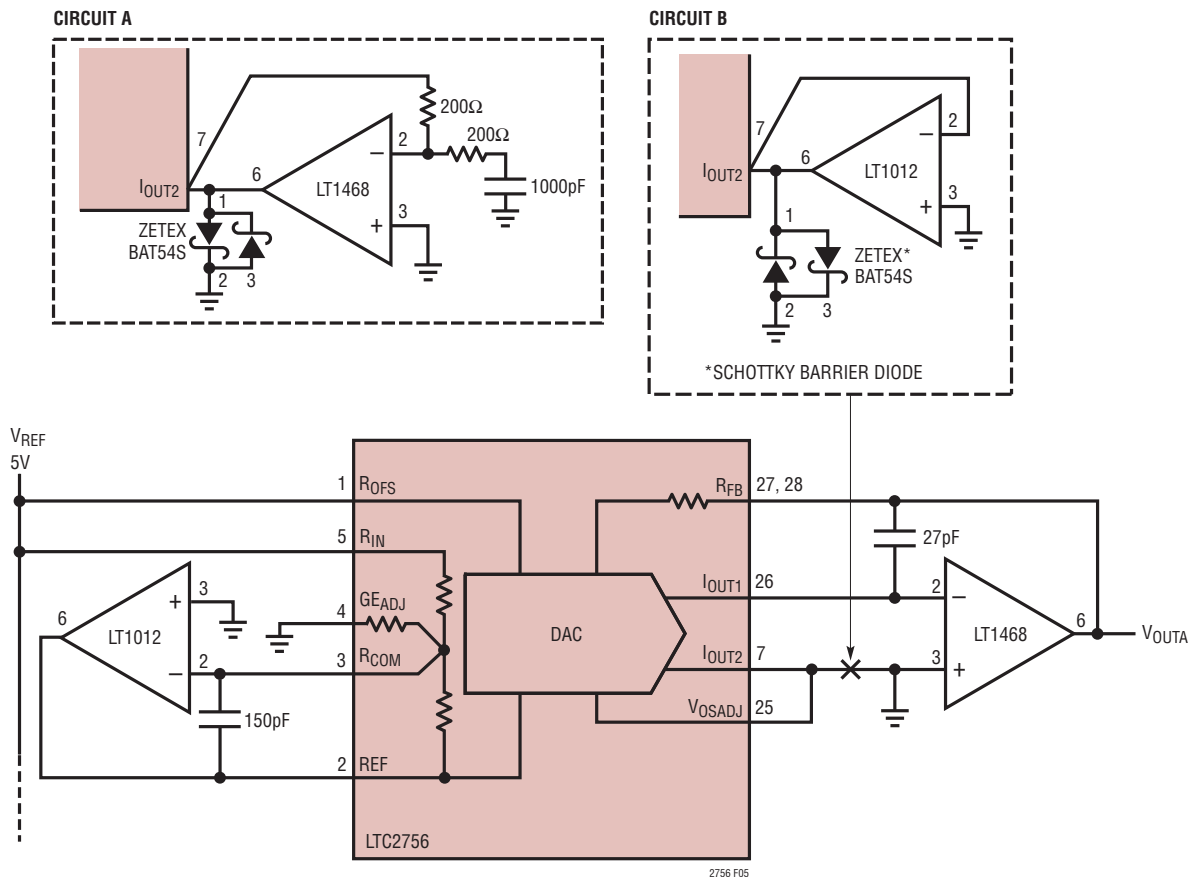 CIRCUIT A
7
200Ω
200Ω
2
−
6
LT1468
1000pF
IOUT2
1
+
3
ZETEX
BAT54S
2
3
CIRCUIT B
7
2
−
6
LT1012
IOUT2
3
+
1
ZETEX*
BAT54S
2
3
*SCHOTTKY BARRIER DIODE
VREF
5V
1
ROFS
RFB
27, 28
5
RIN
27pF
3
+
6
LT1012
2
−
4
GEADJ
IOUT1
26
2
−
DAC
LT1468
6
VOUTA
3
RCOM
IOUT2
7
3
+
150pF
VOSADJ
25
2
REF
LTC2756
2756 F05